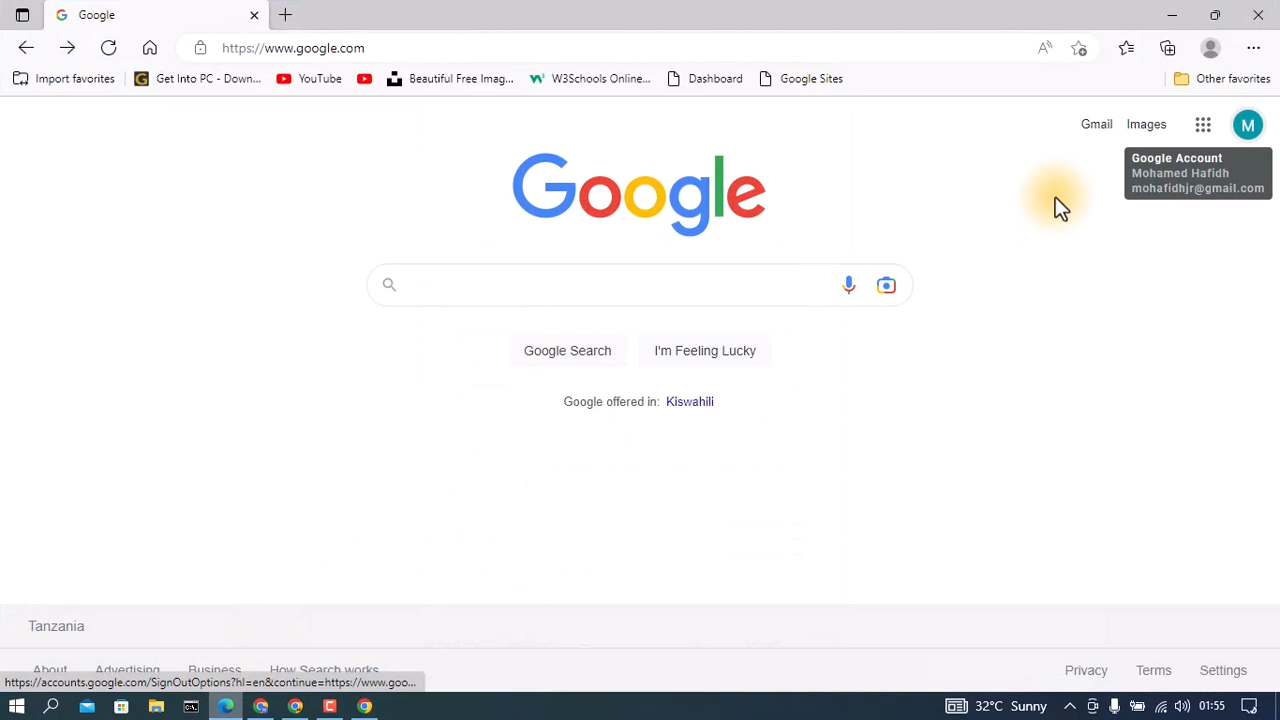 Google
https://www.google.com
Import favorites
Get Into PC - Down...
YouTube
Beautiful Free Imag...
W3Schools Onlin...
Dashboard
Google Sites
Other favorites
Gmail
Images
M
Google Account
Mohamed Hafidh
mohafidhjr@gmail.com
Google
Google Search
I'm Feeling Lucky
Google offered in: Kiswahili
Tanzania
About
Advertising
Business
How Search works
Privacy
Terms
Settings
https://accounts.google.com/SignOutOptions?hl=en&continue=https://www.goo...
32°C Sunny
01:55